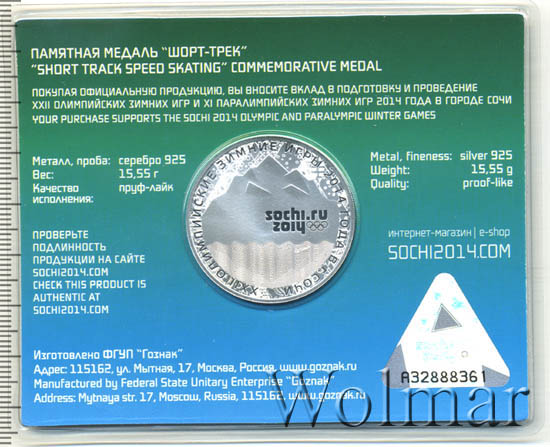 ПАМЯТНАЯ МЕДАЛЬ "ШОРТ-ТРЕК"
"SHORT TRACK SPEED SKATING" COMMEMORATIVE MEDAL
ПОКУПАЯ ОФИЦИАЛЬНУЮ ПРОДУКЦИЮ, ВЫ ВНОСИТЕ ВКЛАД В ПОДГОТОВКУ И ПРОВЕДЕНИЕ
XXII ОЛИМПИЙСКИХ ЗИМНИХ ИГР И XI ПАРАЛИМПИЙСКИХ ЗИМНИХ ИГР 2014 ГОДА В ГОРОДЕ СОЧИ
YOUR PURCHASE SUPPORTS THE SOCHI 2014 OLYMPIC AND PARALYMPIC WINTER GAMES
Металл, проба: серебро 925
Вес: 15,55 г
Качество пруф-лайк
исполнения:
Metal, fineness: silver 925
Weight: 15,55 g
Quality: proof-like
XXII ОЛИМПИЙСКИЕ ЗИМНИЕ ИГРЫ 2014 ГОДА В Г. СОЧИ
sochi.ru
2014
ПРОВЕРЬТЕ
ПОДЛИННОСТЬ
ПРОДУКЦИИ НА САЙТЕ
SOCHI2014.COM
CHECK THIS PRODUCT IS
AUTHENTIC AT
SOCHI2014.COM
интернет-магазин | e-shop
SOCHI2014.COM
A32888361
Изготовлено ФГУП "Гознак"
Адрес: 115162, ул. Мытная, 17, Москва, Россия, www.goznak.ru
Manufactured by Federal State Unitary Enterprise "Goznak"
Address: Mytnaya str. 17, Moscow, Russia, 115162, www.goznak.ru
Wolmar